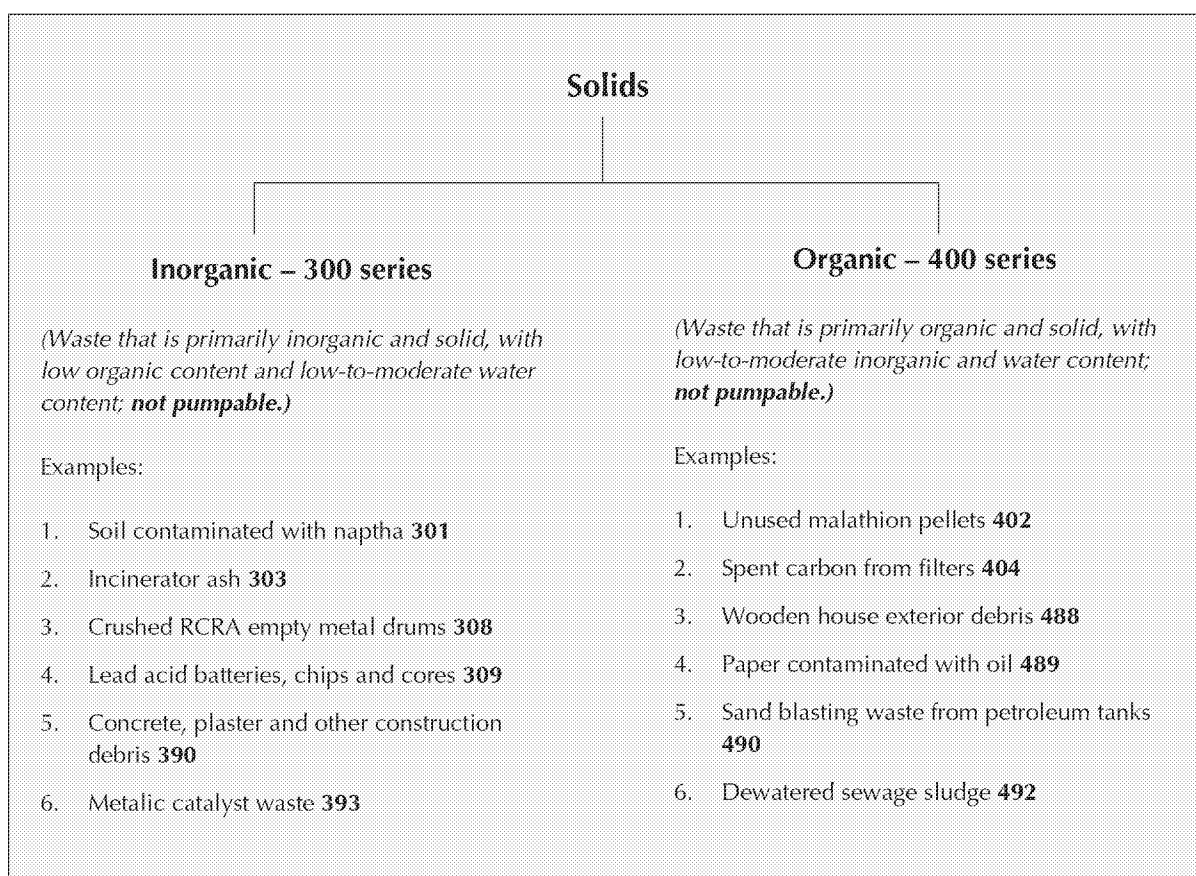 Solids
Inorganic – 300 series
(Waste that is primarily inorganic and solid, with
low organic content and low-to-moderate water
content; not pumpable.)
Examples:
1. Soil contaminated with naptha 301
2. Incinerator ash 303
3. Crushed RCRA empty metal drums 308
4. Lead acid batteries, chips and cores 309
5. Concrete, plaster and other construction
debris 390
6. Metalic catalyst waste 393
Organic – 400 series
(Waste that is primarily organic and solid, with
low-to-moderate inorganic and water content;
not pumpable.)
Examples:
1. Unused malathion pellets 402
2. Spent carbon from filters 404
3. Wooden house exterior debris 488
4. Paper contaminated with oil 489
5. Sand blasting waste from petroleum tanks
490
6. Dewatered sewage sludge 492